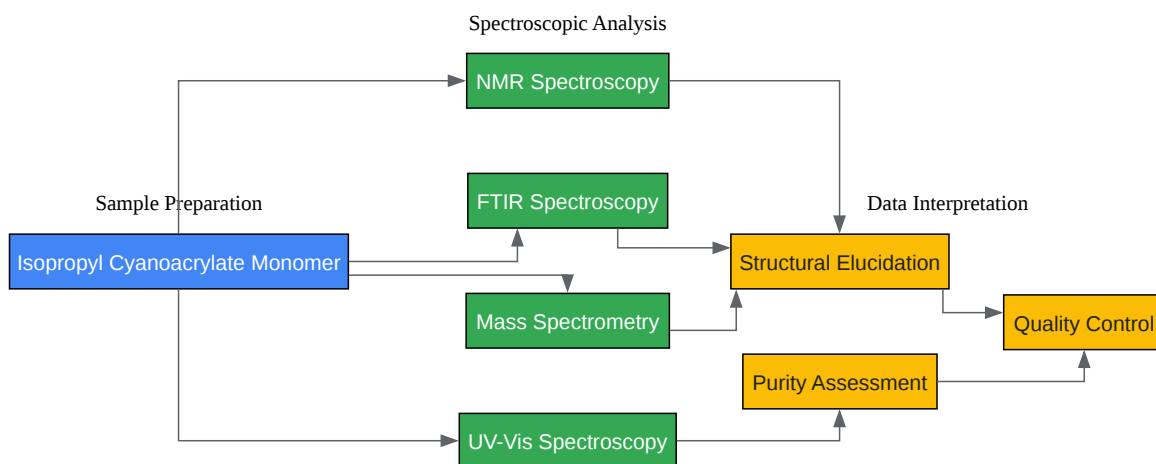 Spectroscopic Analysis
NMR Spectroscopy
FTIR Spectroscopy
Sample Preparation
Data Interpretation
Isopropyl Cyanoacrylate Monomer
Structural Elucidation
Mass Spectrometry
Quality Control
Purity Assessment
UV-Vis Spectroscopy